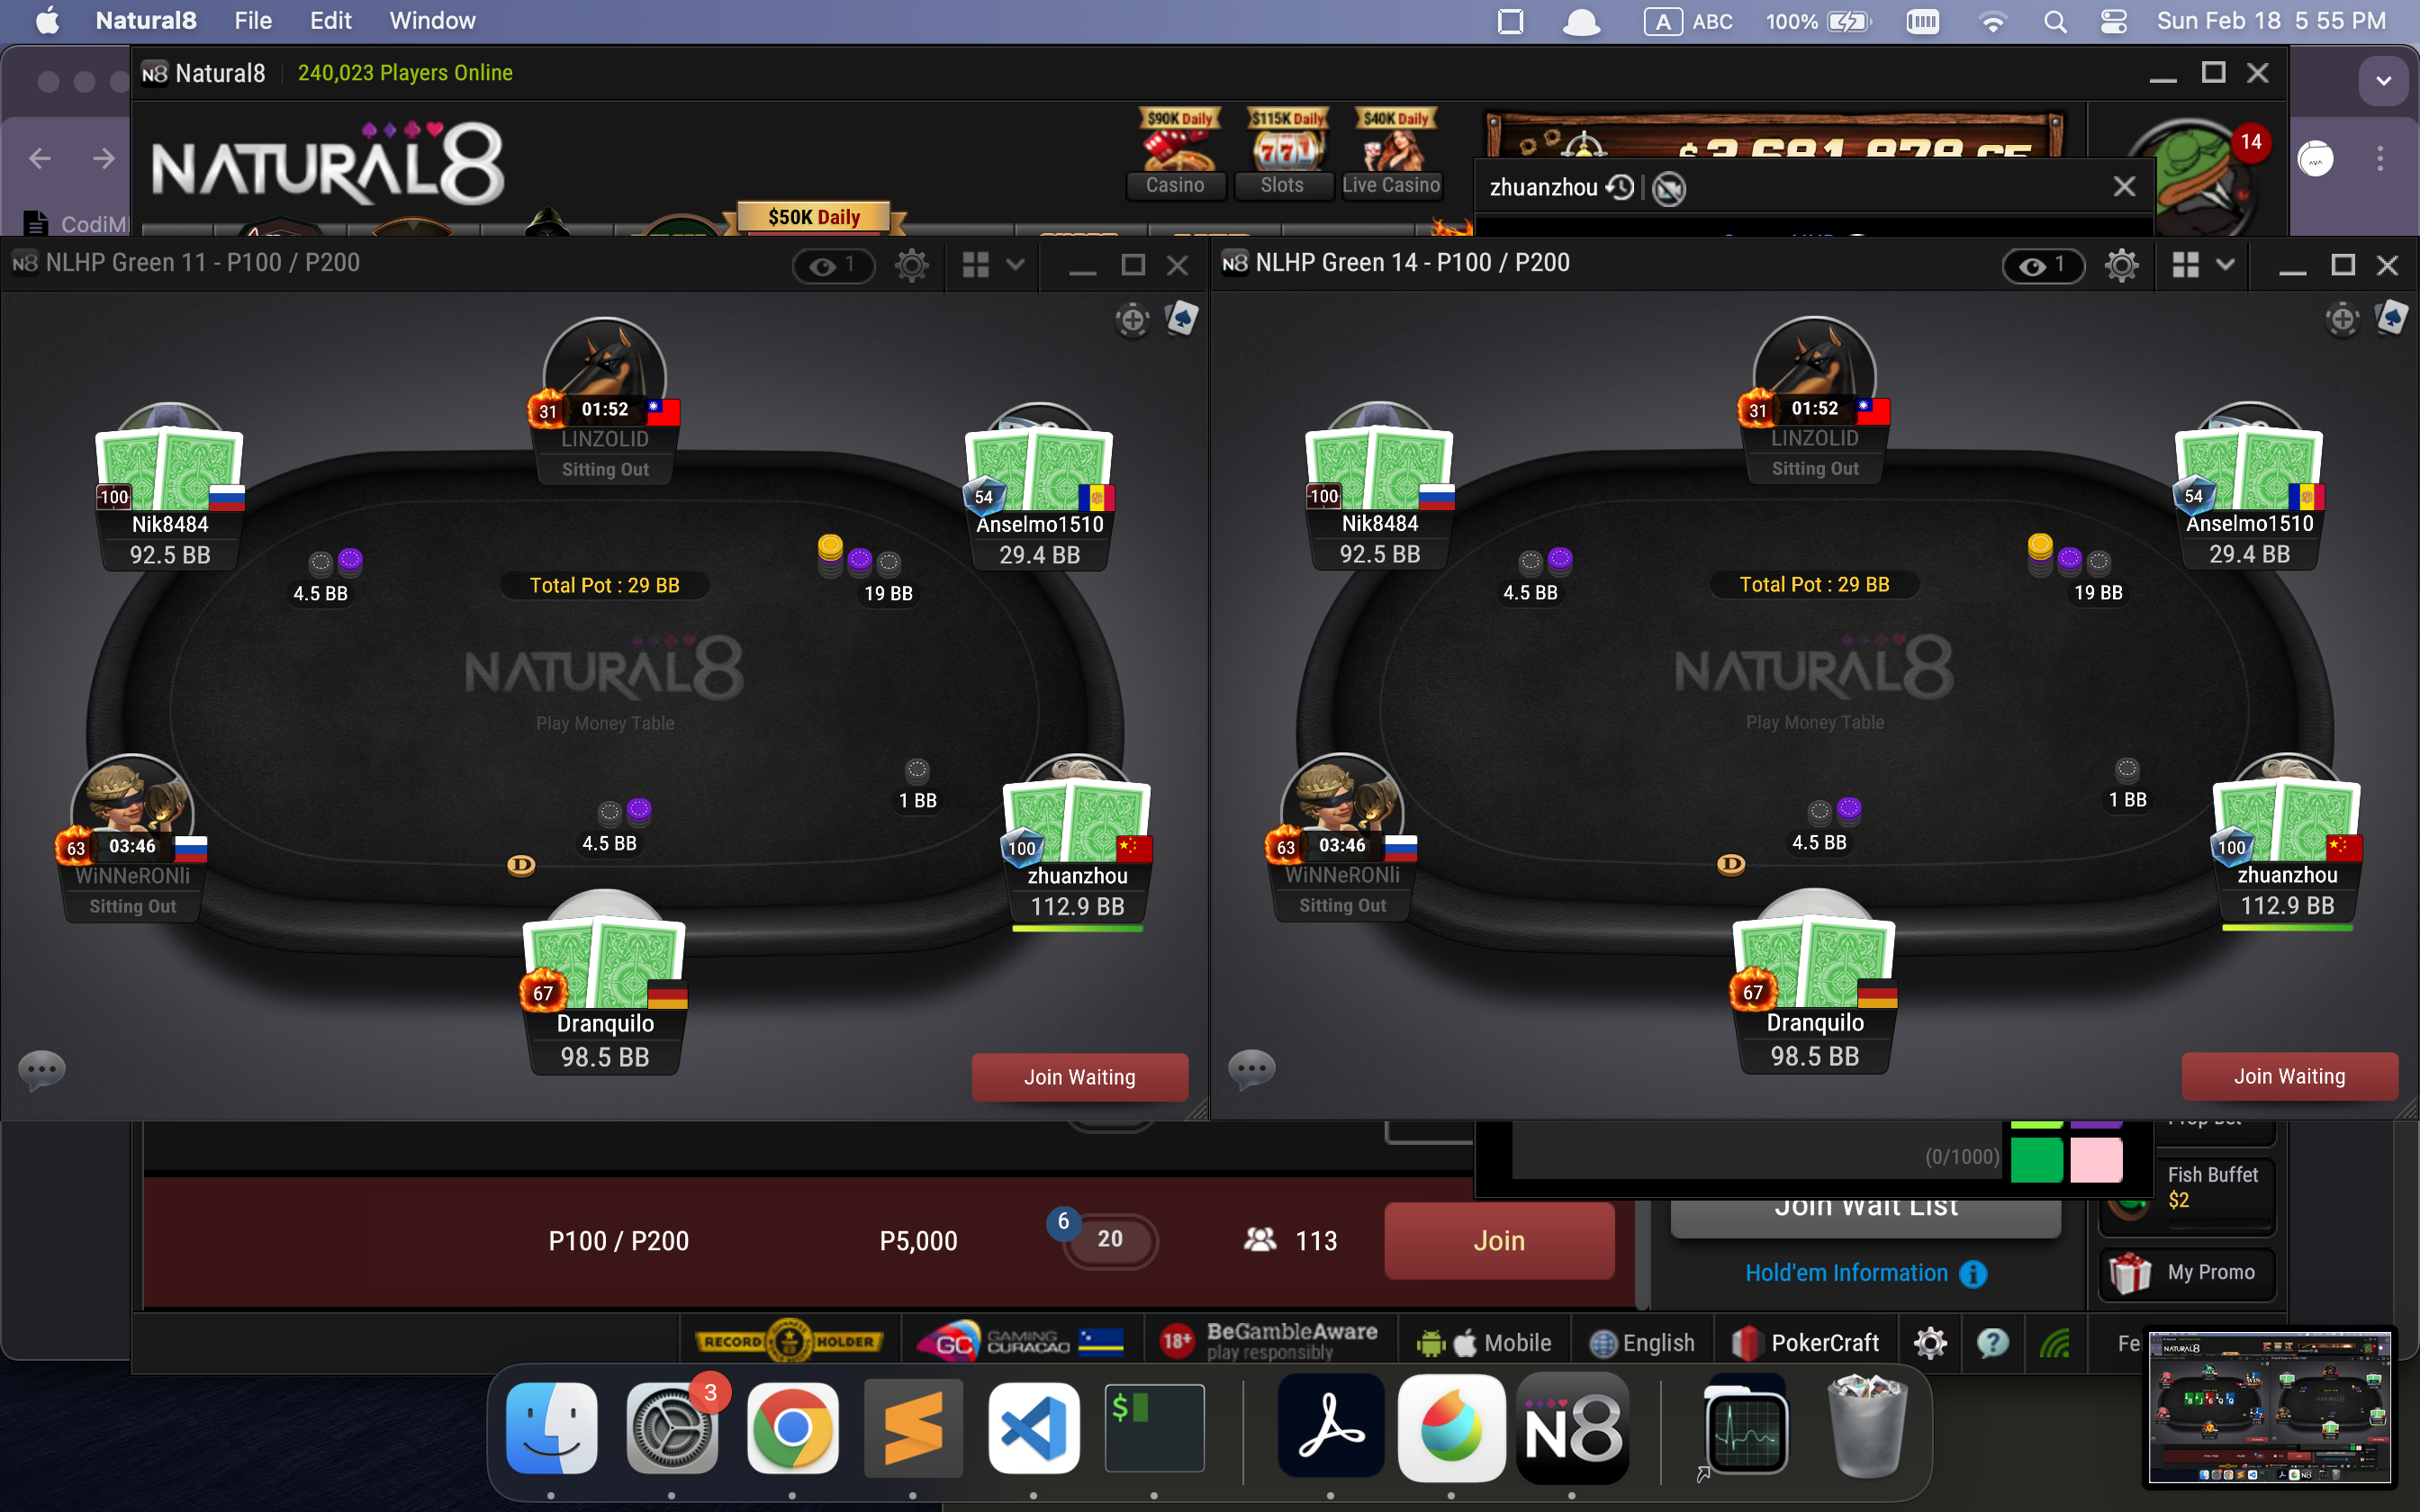 Natural8 File Edit Window
A ABC 100% Sun Feb 18 5 55 PM
N8 Natural8 240,023 Players Online
NATURAL8
$90K Daily $115K Daily $40K Daily
777
Casino Slots Live Casino
14
zhuanzhou
$50K Daily
N8 NLHP Green 11 - P100 / P200 1
31 01:52
LINZOLID
Sitting Out
100
Nik8484
92.5 BB
54
Anselmo1510
29.4 BB
4.5 BB
Total Pot : 29 BB
19 BB
NATURAL8
Play Money Table
1 BB
4.5 BB
D
63 03:46
WiNNeRONli
Sitting Out
100
zhuanzhou
112.9 BB
67
Dranquilo
98.5 BB
Join Waiting
N8 NLHP Green 14 - P100 / P200 1
31 01:52
LINZOLID
Sitting Out
100
Nik8484
92.5 BB
54
Anselmo1510
29.4 BB
4.5 BB
Total Pot : 29 BB
19 BB
NATURAL8
Play Money Table
1 BB
4.5 BB
D
63 03:46
WiNNeRONli
Sitting Out
100
zhuanzhou
112.9 BB
67
Dranquilo
98.5 BB
Join Waiting
(0/1000)
Prop Bet
Fish Buffet
$2
Join Wait List
P100 / P200 P5,000 6 20 113 Join
Hold'em Information i
My Promo
RECORD HOLDER GC GAMING CURACAO 18+ BeGambleAware
play responsibly
Mobile English PokerCraft ?
3
$
N8